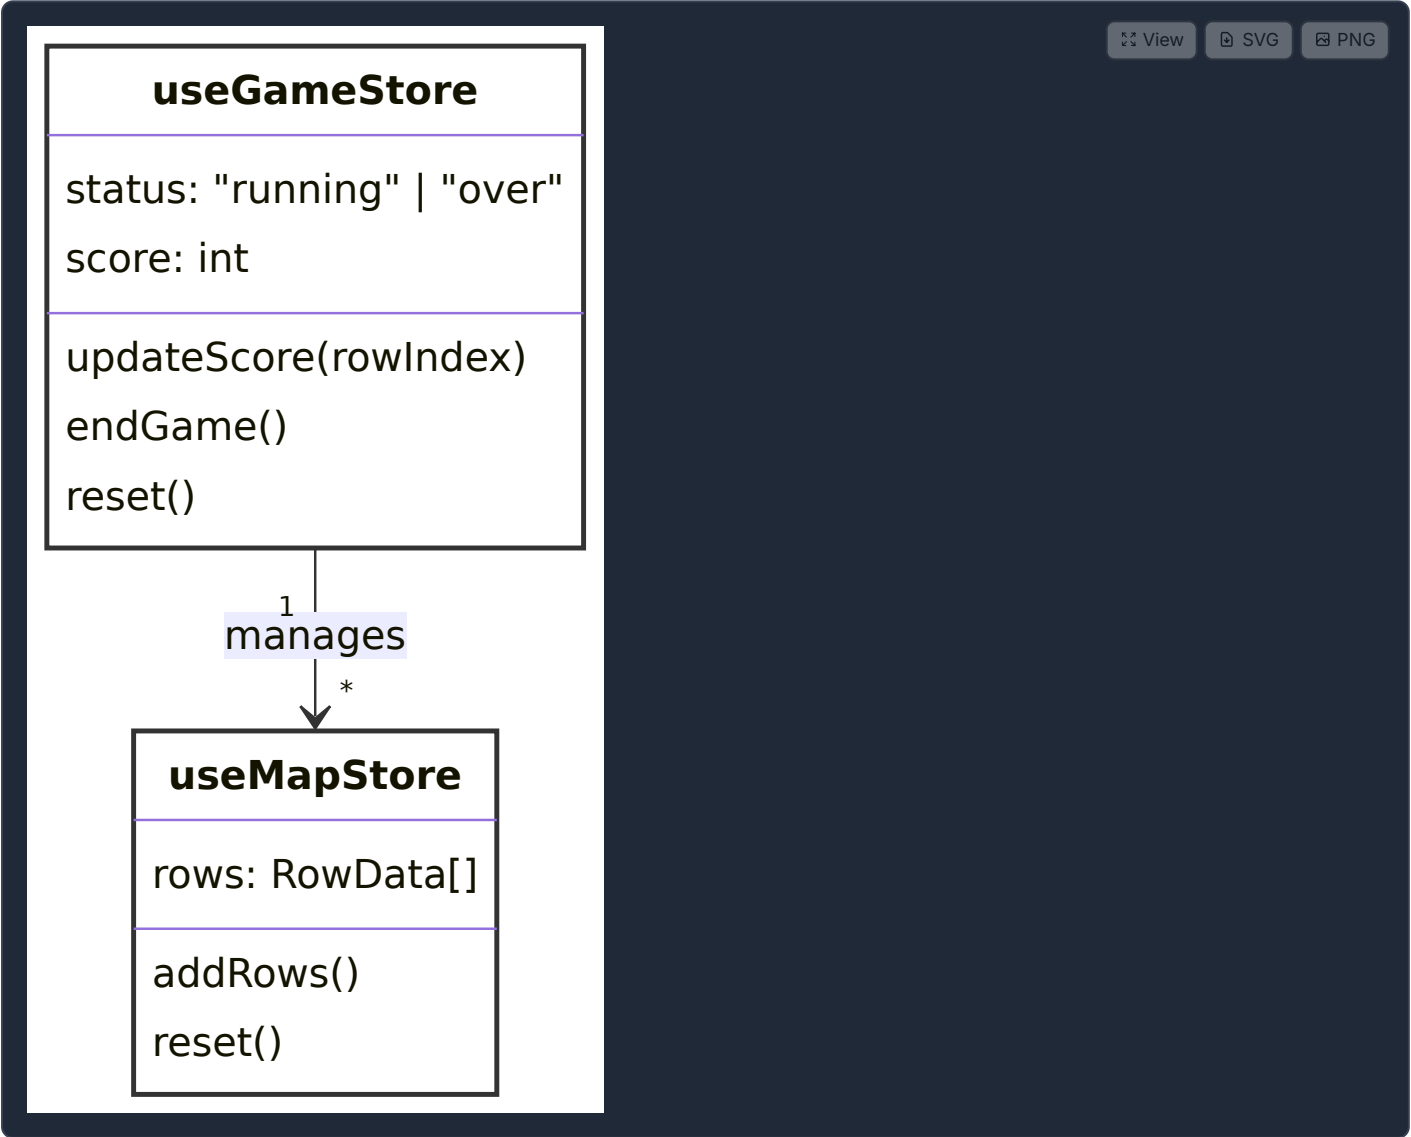 View
SVG
PNG
useGameStore
status: "running" | "over"
score: int
updateScore(rowIndex)
endGame()
reset()
1
manages
*
useMapStore
rows: RowData[]
addRows()
reset()